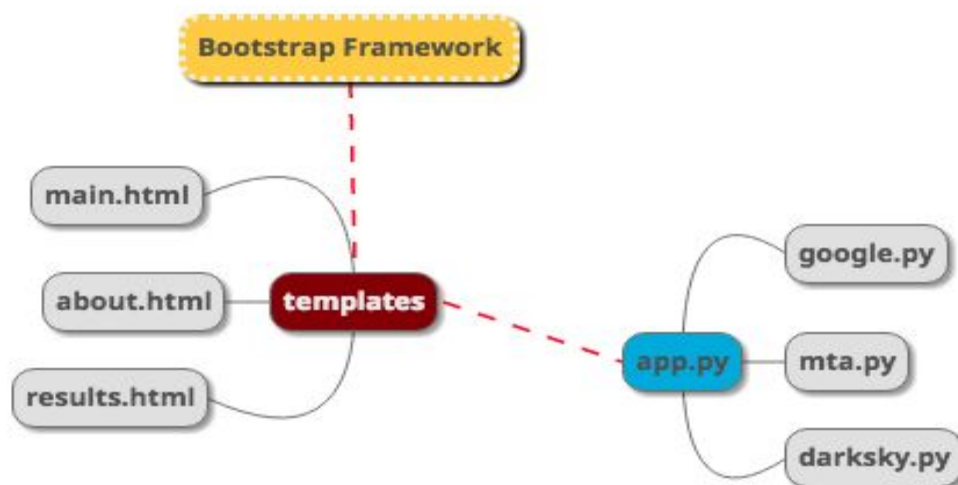 Bootstrap Framework
main.html
about.html
results.html
templates
app.py
google.py
mta.py
darksky.py